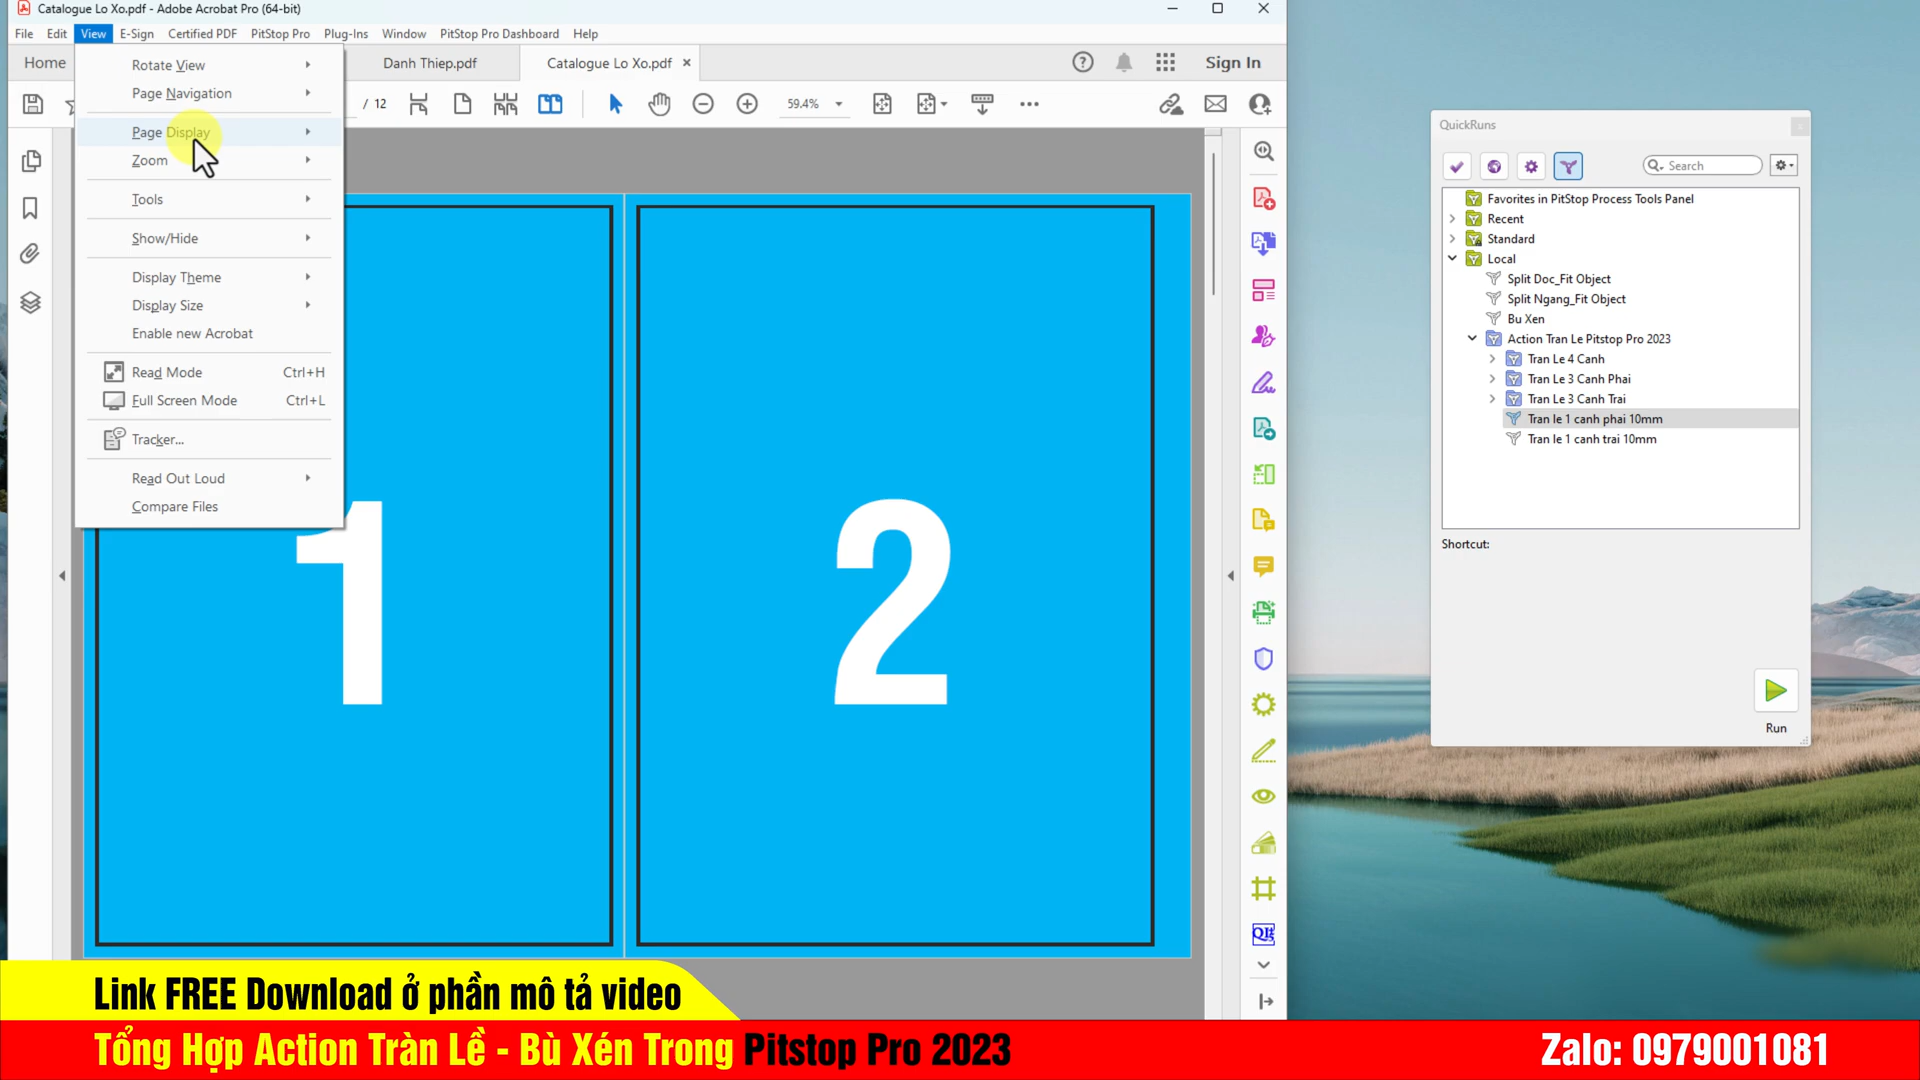 Catalogue Lo Xo.pdf - Adobe Acrobat Pro (64-bit)
File Edit View E-Sign Certified PDF PitStop Pro Plug-Ins Window PitStop Pro Dashboard Help
Home Danh Thiep.pdf Catalogue Lo Xo.pdf Sign In
/ 12 59.4%
Rotate View
Page Navigation
Page Display
Zoom
Tools
Show/Hide
Display Theme
Display Size
Enable new Acrobat
Read Mode Ctrl+H
Full Screen Mode Ctrl+L
Tracker...
Read Out Loud
Compare Files
1
2
QI
QuickRuns
Search
Favorites in PitStop Process Tools Panel
Recent
Standard
Local
Split Doc_Fit Object
Split Ngang_Fit Object
Bu Xen
Action Tran Le Pitstop Pro 2023
Tran Le 4 Canh
Tran Le 3 Canh Phai
Tran Le 3 Canh Trai
Tran le 1 canh phai 10mm
Tran le 1 canh trai 10mm
Shortcut:
Run
Link FREE Download ở phần mô tả video
Tổng Hợp Action Tràn Lề - Bù Xén Trong Pitstop Pro 2023
Zalo: 0979001081